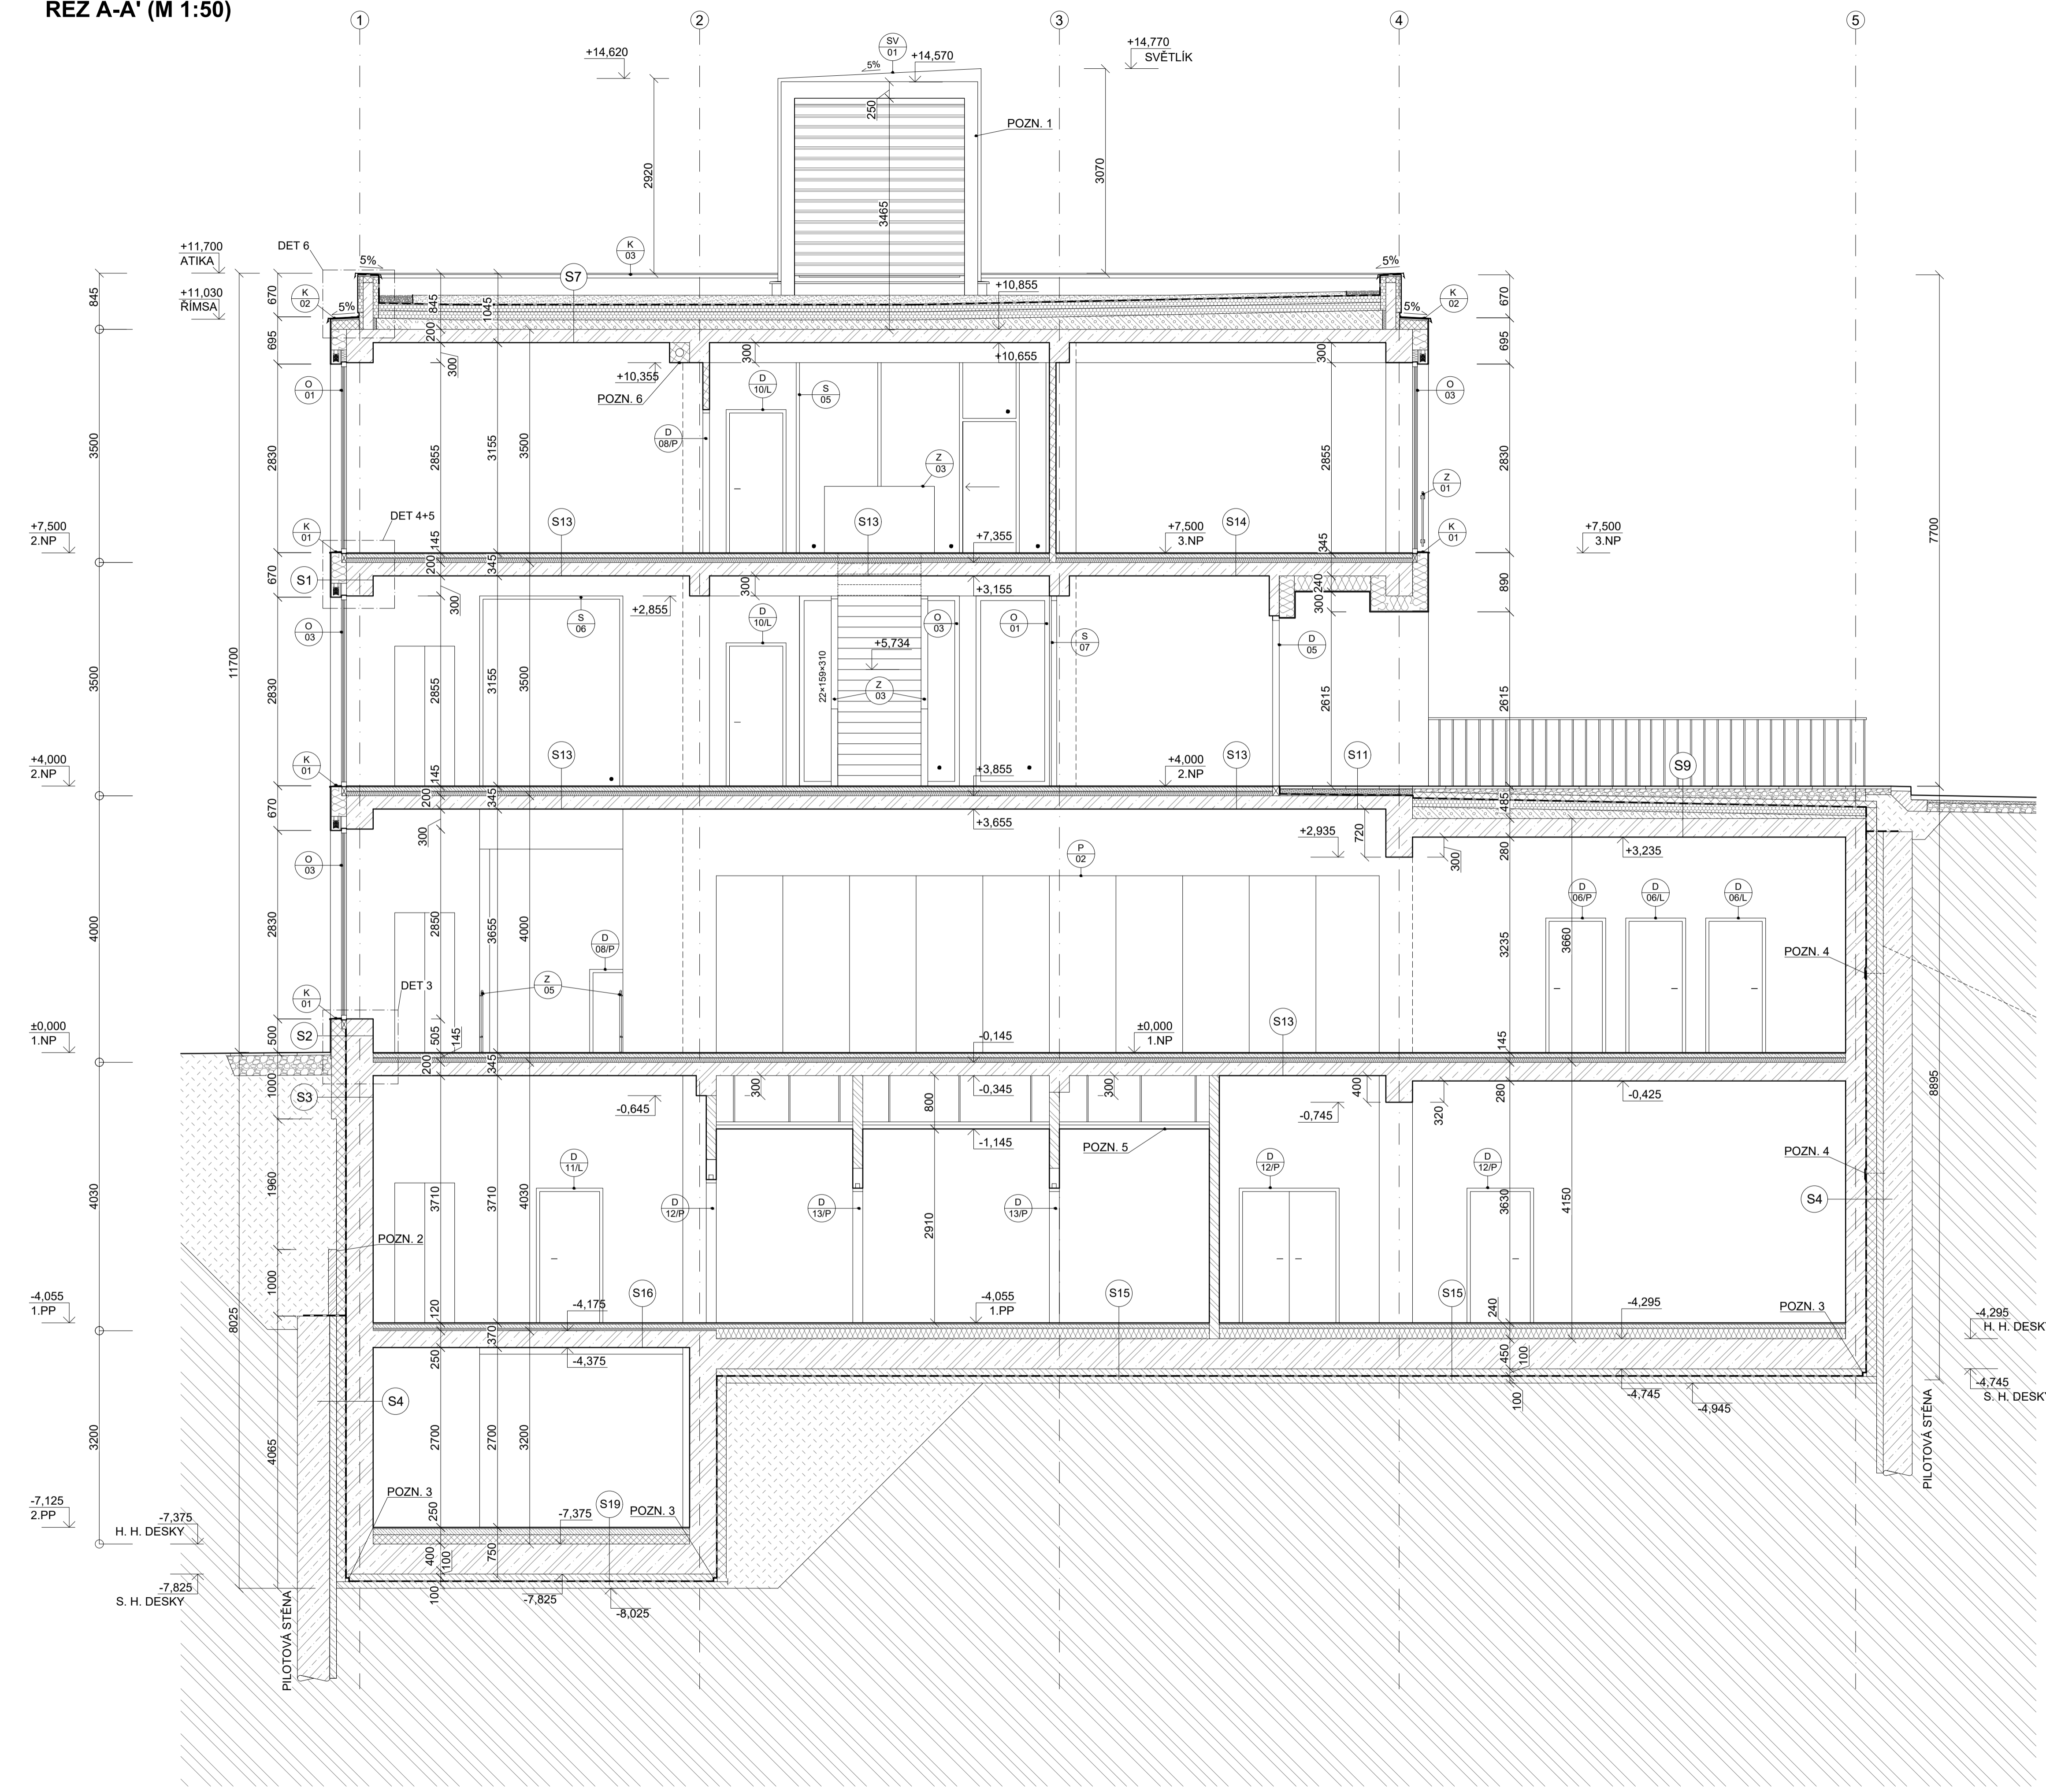 ŘEZ A-A' (M 1:50)
1
2
3
4
5
+14,620
SV
01
5%
+14,570
+14,770
SVĚTLÍK
250
POZN. 1
2920
3465
3070
+11,700
ATIKA
DET 6
5%
K
03
S7
5%
+11,030
ŘÍMSA
K
02
5%
+10,855
5%
K
02
845
670
845
1045
200
670
695
300
300
+10,355
POZN. 6
D
10/L
S
05
+10,655
300
695
O
01
O
03
D
08/P
Z
03
Z
01
3500
2830
2855
3155
3500
2855
2830
7700
DET 4+5
K
01
S13
S13
+7,355
+7,500
3.NP
S14
K
01
+7,500
3.NP
+7,500
2.NP
145
200
345
345
S1
670
300
S
06
+2,855
300
D
10/L
+3,155
240
300
890
O
03
O
03
O
01
S
07
D
05
+5,734
22×159×310
Z
03
11700
3500
2830
2855
3155
3500
2615
2615
K
01
S13
S13
S11
S9
+4,000
2.NP
145
200
345
+3,855
+4,000
2.NP
485
670
300
+3,655
+2,935
720
300
280
+3,235
O
03
P
02
D
06/P
D
06/L
D
06/L
4000
2830
2850
3655
4000
3235
3660
D
08/P
Z
05
POZN. 4
DET 3
K
01
S2
S13
±0,000
1.NP
500
505
145
200
345
-0,145
±0,000
1.NP
145
8895
S3
1000
-0,645
300
800
-0,345
300
400
-0,745
320
280
-0,425
-1,145
POZN. 5
POZN. 4
D
11/L
D
12/P
D
13/P
D
13/P
D
12/P
D
12/P
S4
4030
1960
3710
3710
4030
2910
3630
4150
POZN. 2
1000
S16
S15
S15
-4,055
1.PP
120
-4,175
-4,055
1.PP
240
-4,295
POZN. 3
-4,295
H. H. DESKY
8025
370
250
-4,375
450
100
-4,745
100
-4,945
-4,745
S. H. DESKY
S4
PILOTOVÁ STĚNA
3200
4065
2700
2700
3200
POZN. 3
S19
POZN. 3
-7,125
2.PP
-7,375
H. H. DESKY
250
-7,375
400
100
750
-7,825
S. H. DESKY
100
-7,825
-8,025
PILOTOVÁ STĚNA